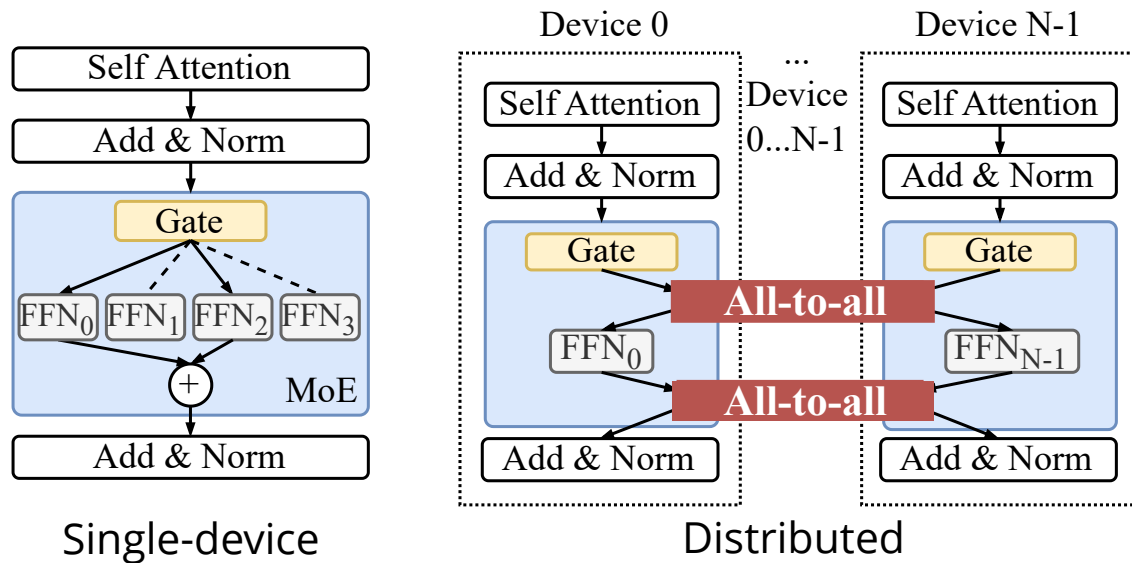 Self Attention
Add & Norm
Gate
FFN₀ FFN₁ FFN₂ FFN₃
+
MoE
Add & Norm
Single-device
Device 0
Self Attention
Add & Norm
Gate
...
Device
0...N-1
Device N-1
Self Attention
Add & Norm
Gate
All-to-all
FFN₀
FFN_N-1
All-to-all
Add & Norm
Add & Norm
Distributed